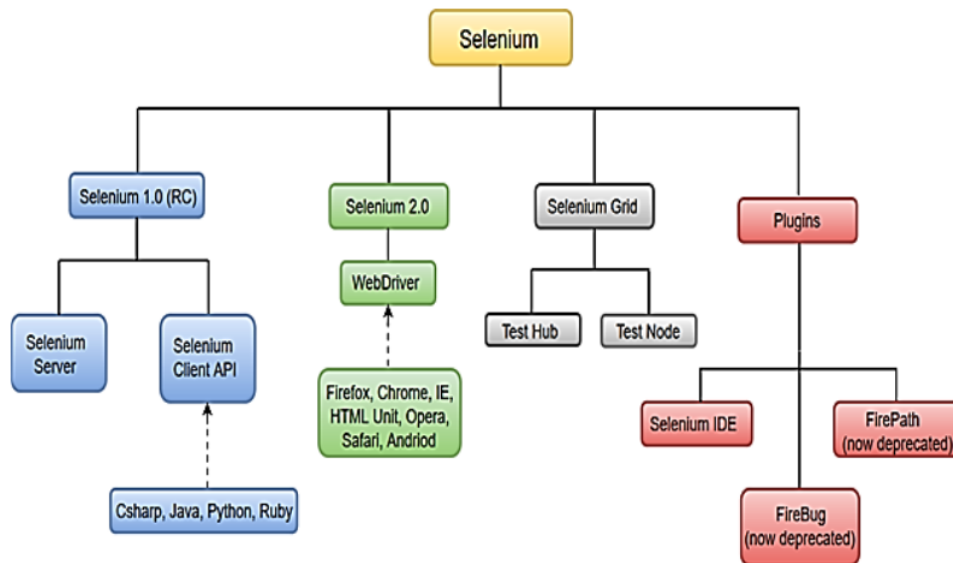 Selenium
Selenium 1.0 (RC)
Selenium 2.0
Selenium Grid
Plugins
WebDriver
Selenium
Server
Selenium
Client API
Test Hub
Test Node
Firefox, Chrome, IE,
HTML Unit, Opera,
Safari, Andriod
Selenium IDE
FirePath
(now deprecated)
Csharp, Java, Python, Ruby
FireBug
(now deprecated)